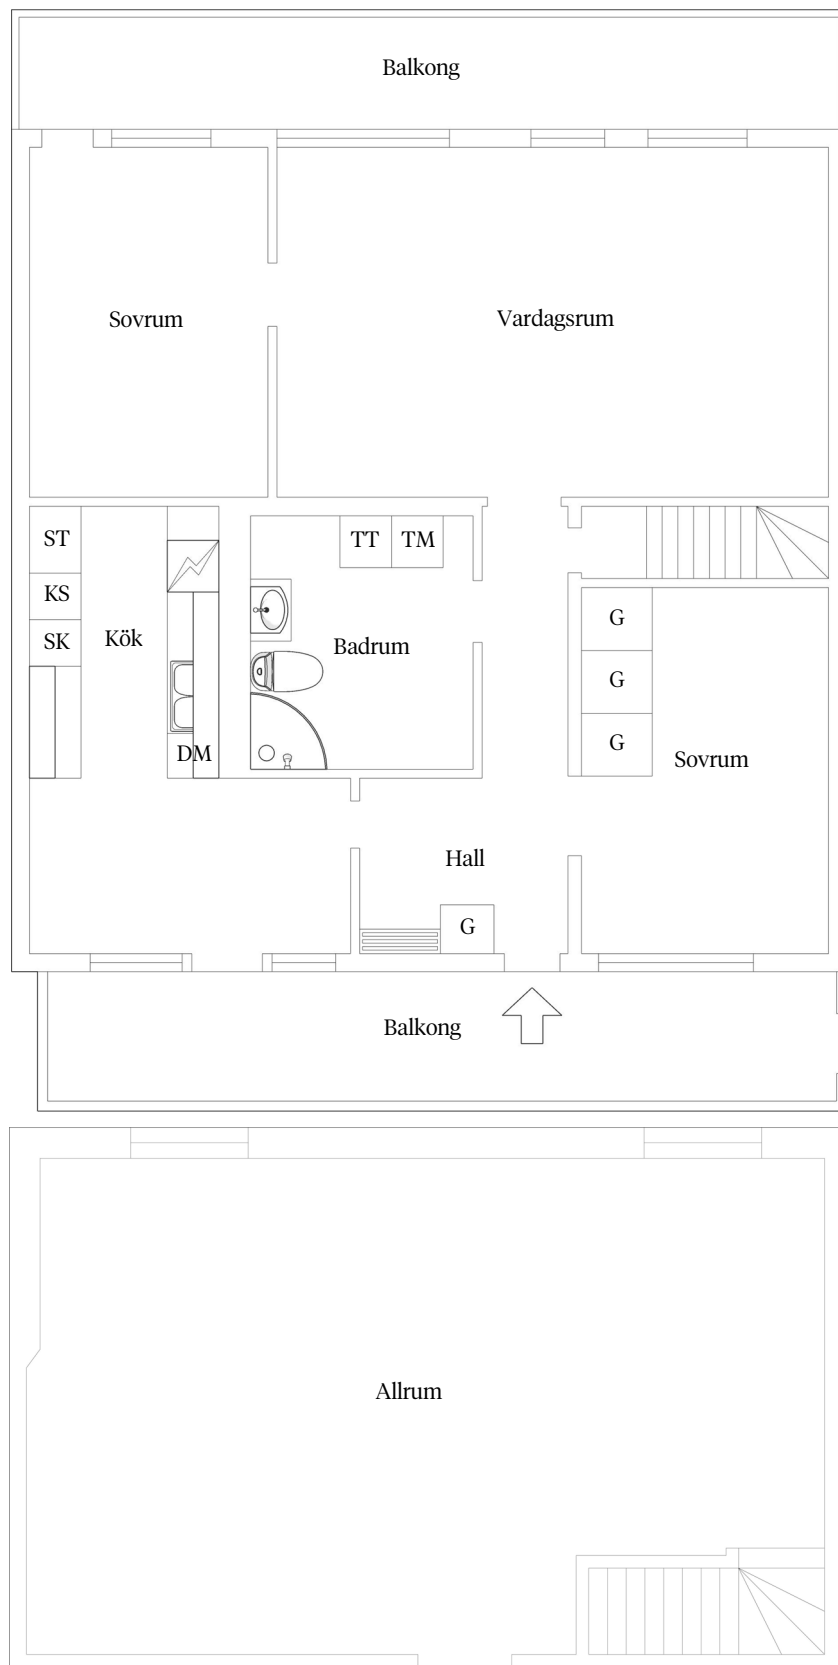 Balkong
Sovrum
Vardagsrum
ST
TT
TM
KS
SK
Kök
Badrum
G
G
G
DM
Sovrum
Hall
G
Balkong
Allrum